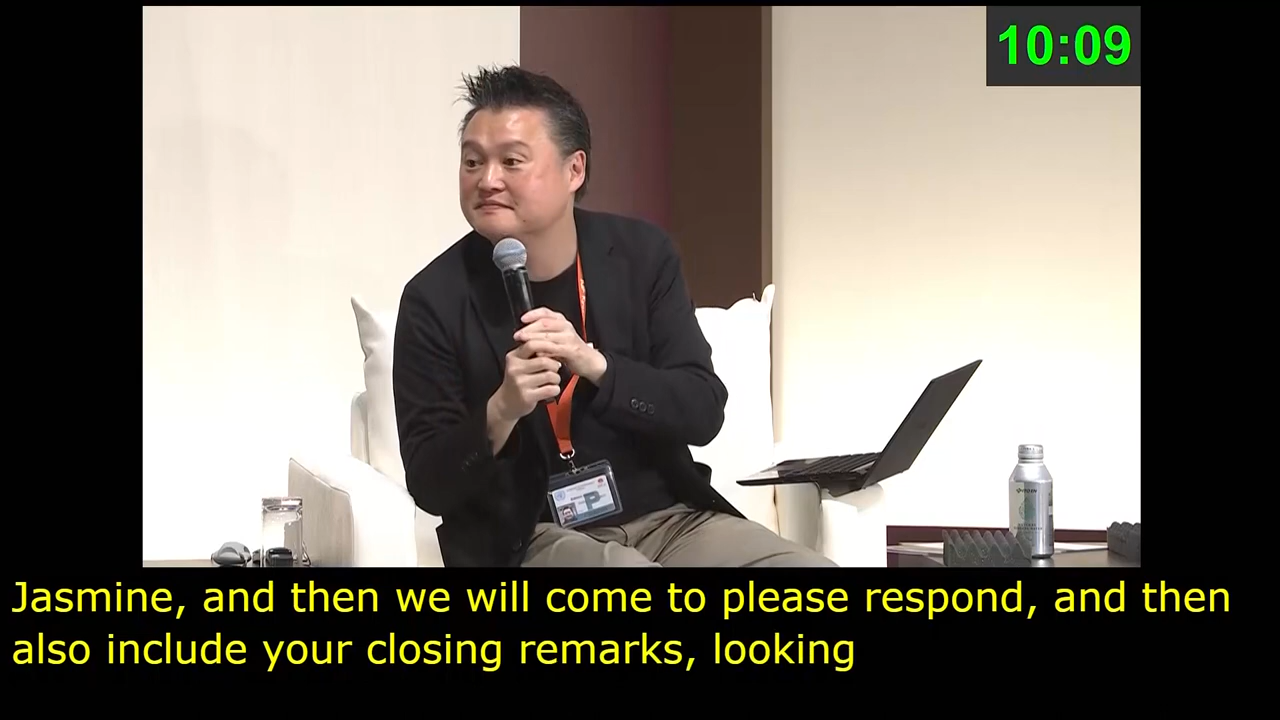 10:09
P
Jasmine, and then we will come to please respond, and then
also include your closing remarks, looking